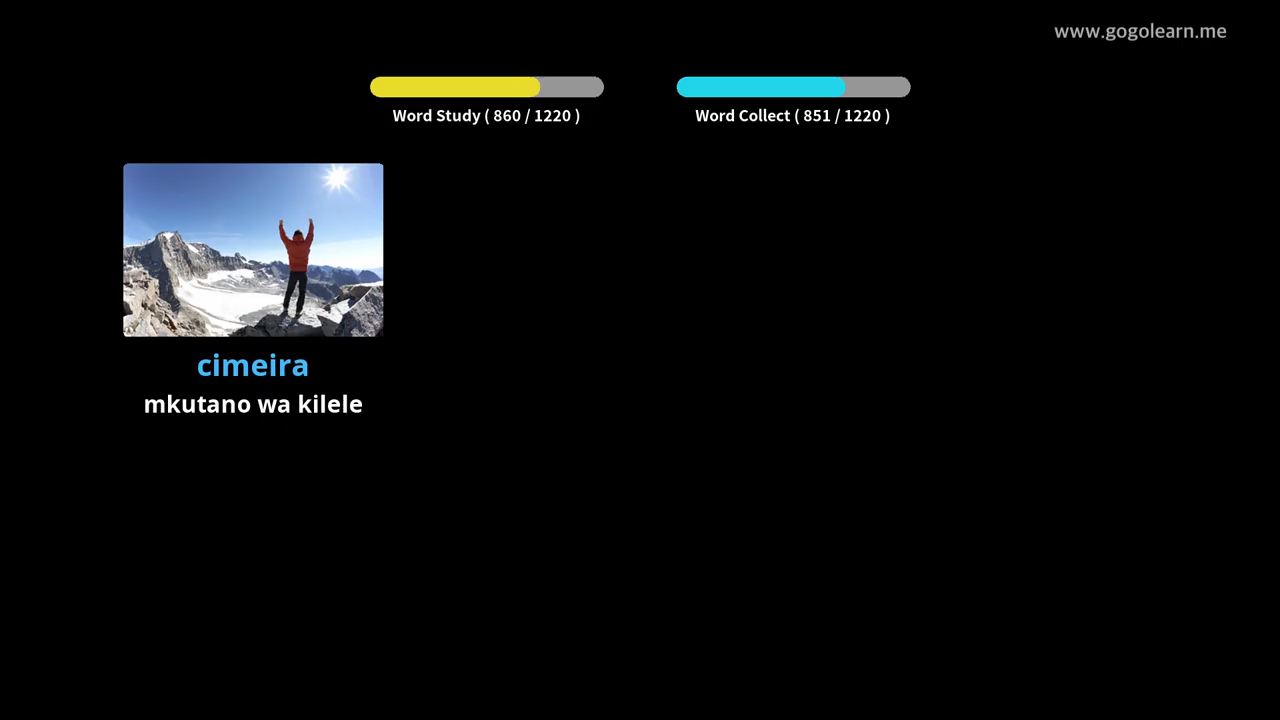 www.gogolearn.me
Word Study ( 860 / 1220 )
Word Collect ( 851 / 1220 )
cimeira
mkutano wa kilele